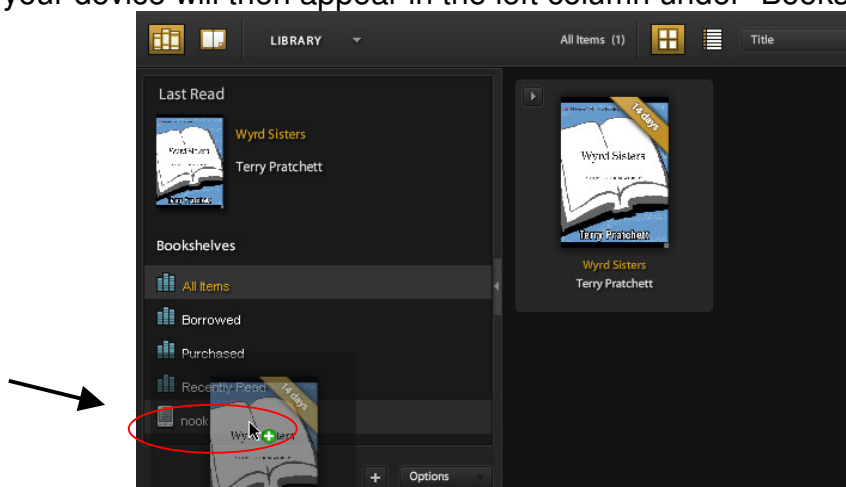 your device will then appear in the left column under "Books
LIBRARY
All Items (1)
Title
Last Read
Wyrd Sisters
Terry Pratchett
14 days
Wyrd Sisters
Terry Pratchett
Wyrd Sisters
Terry Pratchett
Bookshelves
All Items
Borrowed
Purchased
Recently Read
14 days
nook
+
Options